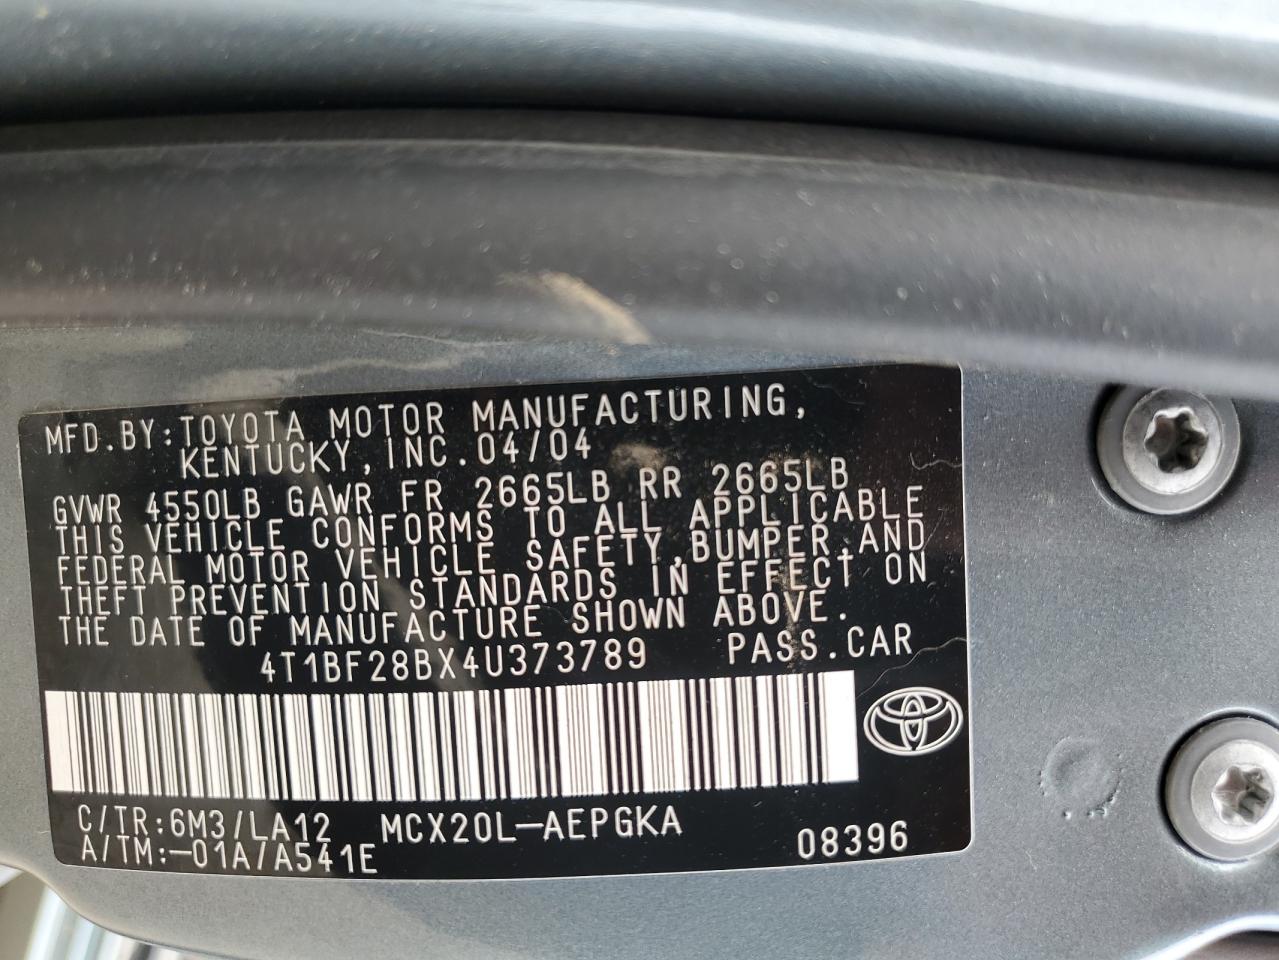 MFD.BY:TOYOTA MOTOR MANUFACTURING,
KENTUCKY,INC.04/04
GVWR 4550LB GAWR FR 2665LB RR 2665LB
THIS VEHICLE CONFORMS TO ALL APPLICABLE
FEDERAL MOTOR VEHICLE SAFETY,BUMPER,AND
THEFT PREVENTION STANDARDS IN EFFECT ON
THE DATE OF MANUFACTURE SHOWN ABOVE.
4T1BF28BX4U373789 PASS.CAR
C/TR:6M3/LA12 MCX20L-AEPGKA
A/TM:-01A/A541E 08396